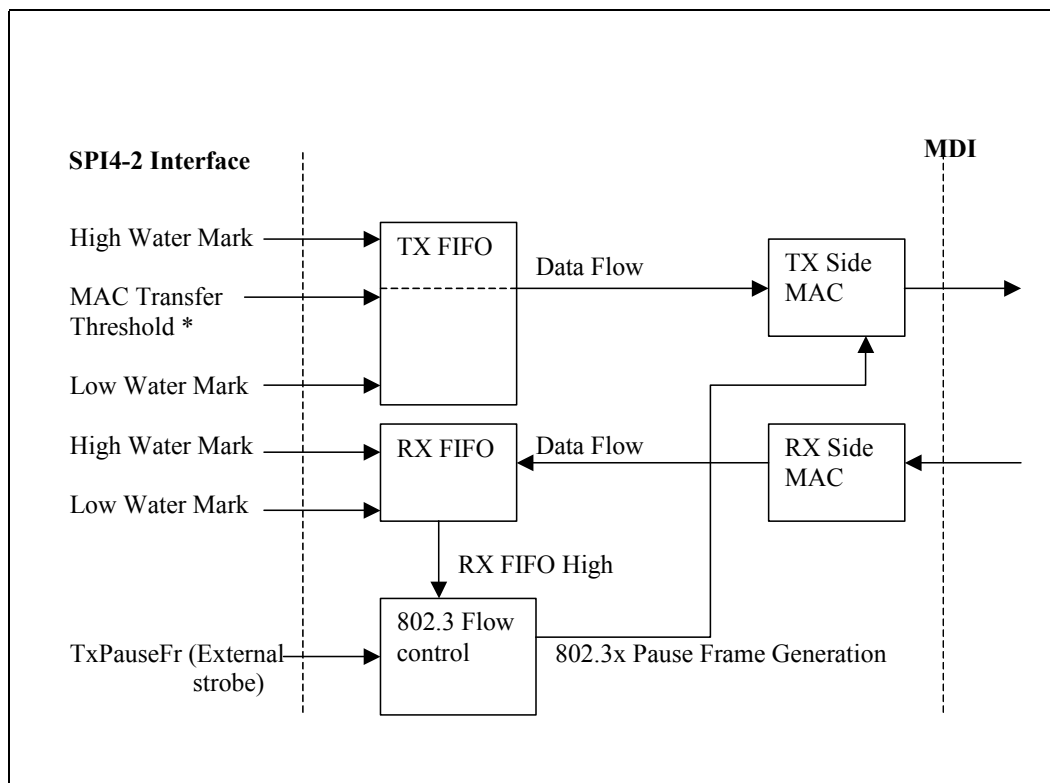 SPI4-2 Interface
MDI
High Water Mark
TX FIFO
Data Flow
TX Side
MAC
MAC Transfer
Threshold *
Low Water Mark
High Water Mark
RX FIFO
Data Flow
RX Side
MAC
Low Water Mark
RX FIFO High
802.3 Flow
control
TxPauseFr (External
strobe)
802.3x Pause Frame Generation